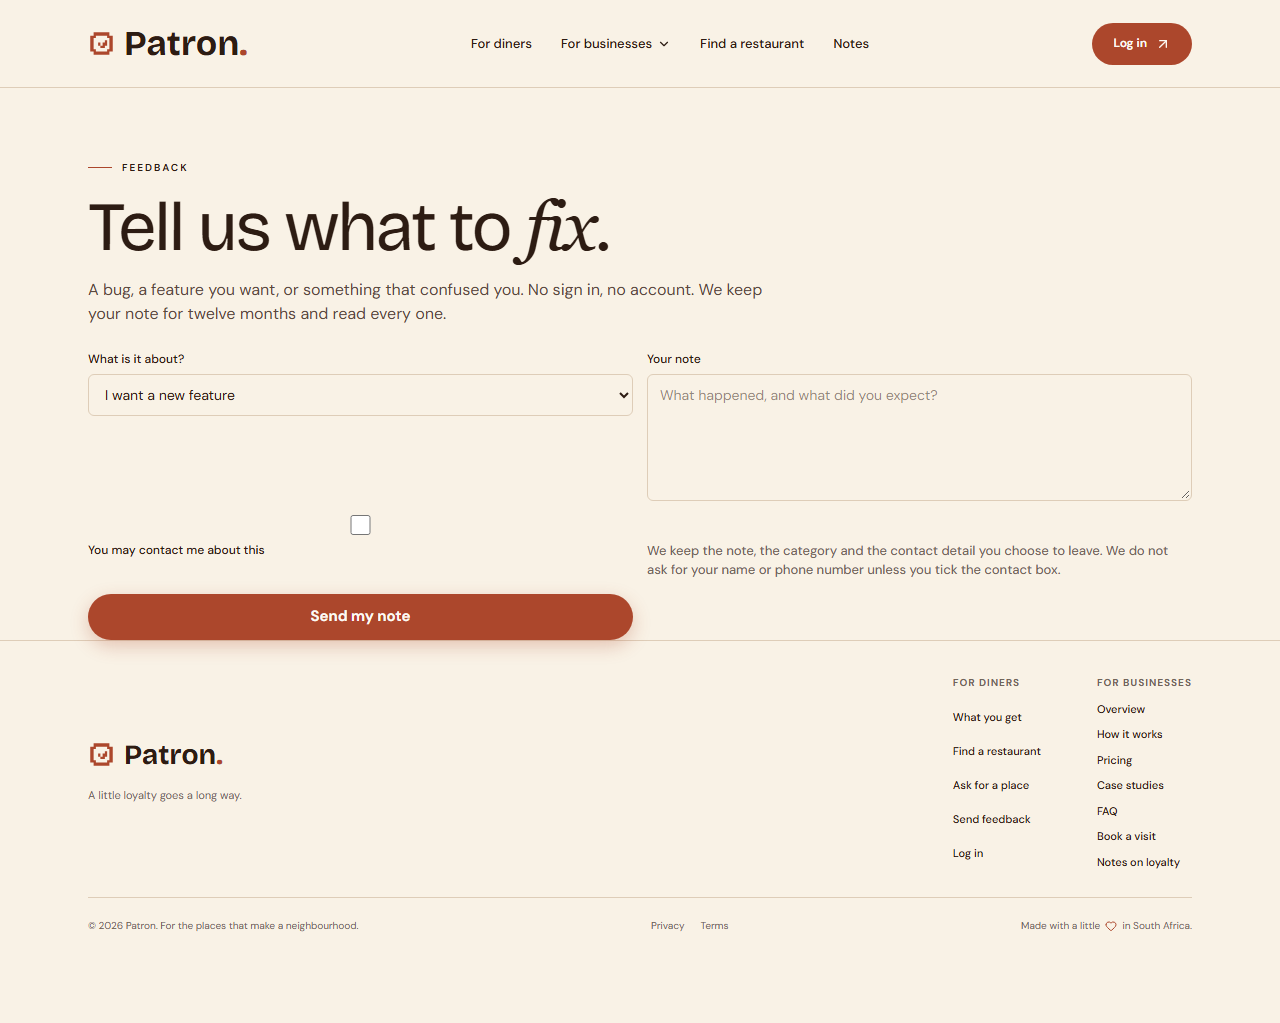 Patron.
For diners
For businesses
Find a restaurant
Notes
Log in
FEEDBACK
Tell us what to fix.
A bug, a feature you want, or something that confused you. No sign in, no account. We keep
your note for twelve months and read every one.
What is it about?
I want a new feature
Your note
What happened, and what did you expect?
You may contact me about this
We keep the note, the category and the contact detail you choose to leave. We do not
ask for your name or phone number unless you tick the contact box.
Send my note
Patron.
A little loyalty goes a long way.
FOR DINERS
What you get
Find a restaurant
Ask for a place
Send feedback
Log in
FOR BUSINESSES
Overview
How it works
Pricing
Case studies
FAQ
Book a visit
Notes on loyalty
© 2026 Patron. For the places that make a neighbourhood.
Privacy
Terms
Made with a little in South Africa.